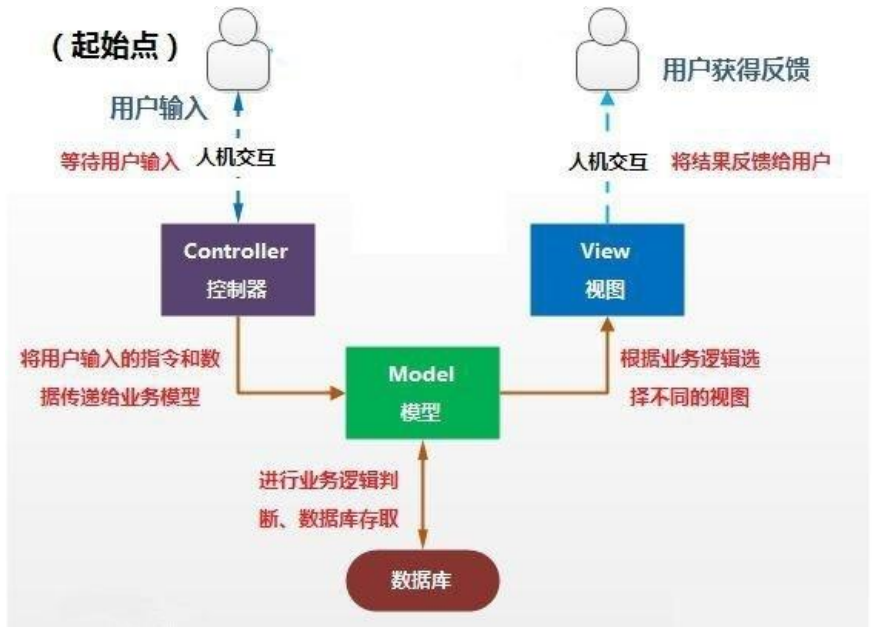 （起始点）
用户输入
等待用户输入
人机交互
用户获得反馈
人机交互
将结果反馈给用户
Controller
控制器
View
视图
将用户输入的指令和数
据传递给业务模型
Model
模型
根据业务逻辑选
择不同的视图
进行业务逻辑判
断、数据库存取
数据库